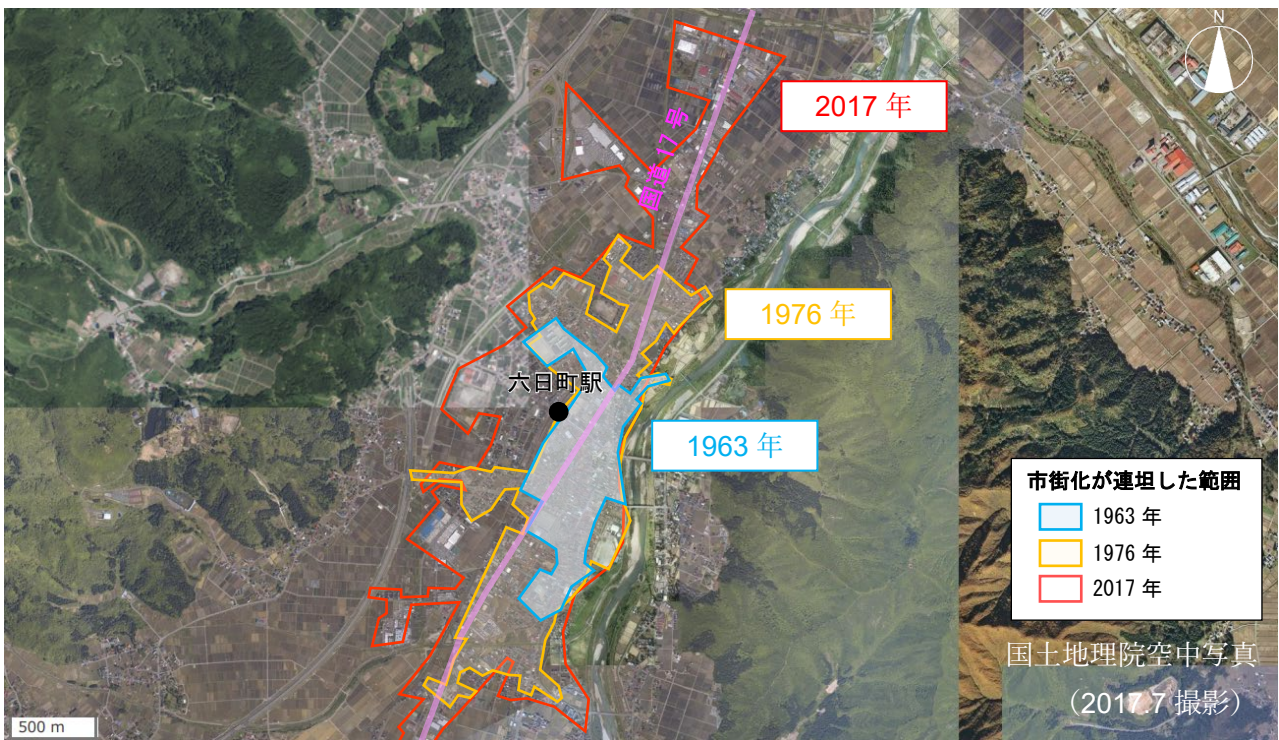 N
2017 年
国道 17 号
1976 年
六日町駅
1963 年
市街化が連坦した範囲
1963 年
1976 年
2017 年
国土地理院空中写真
（2017.7 撮影）
500 m